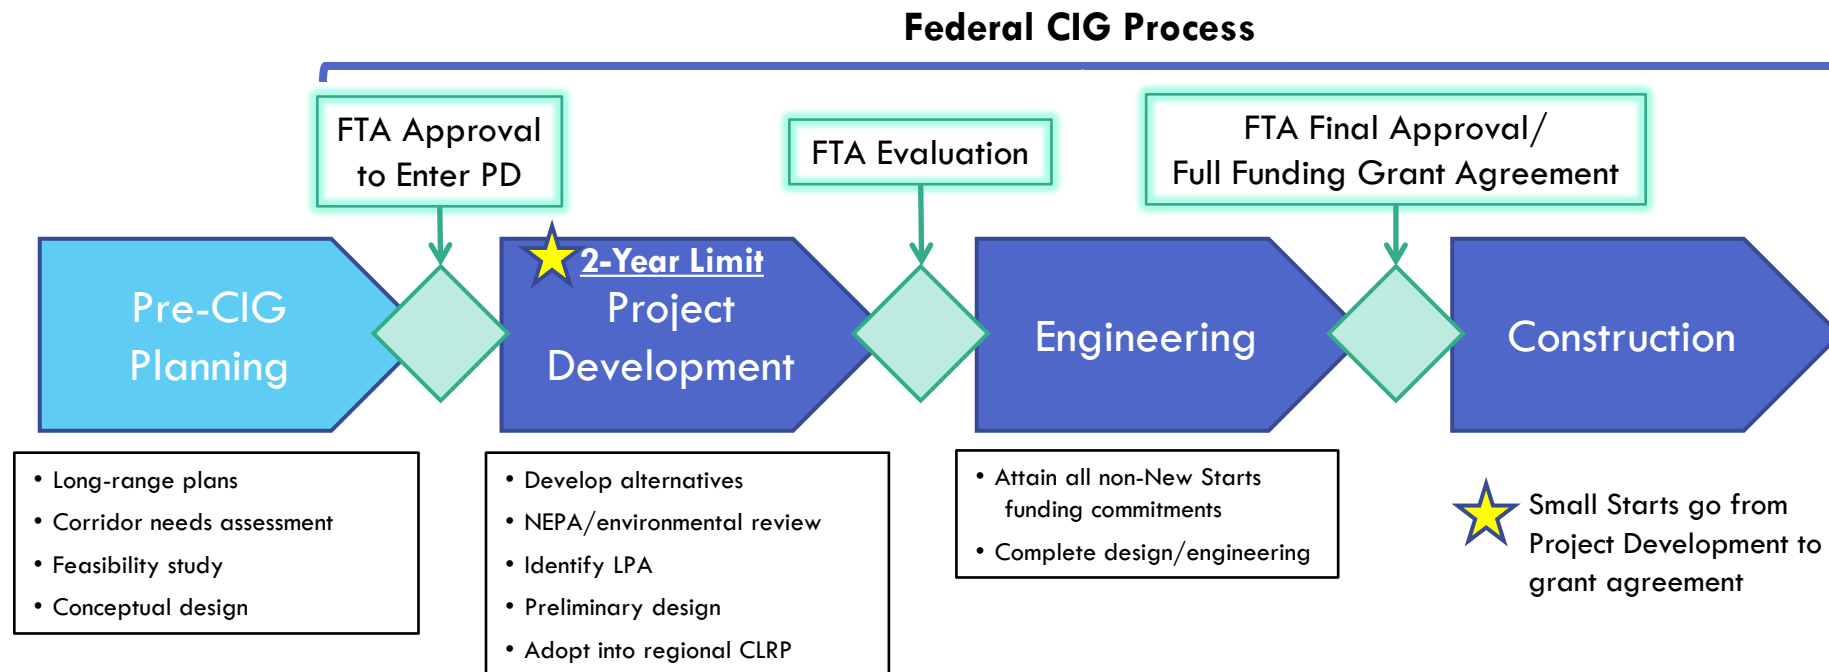 Federal CIG Process
FTA Approval
to Enter PD
FTA Evaluation
FTA Final Approval/
Full Funding Grant Agreement
Pre-CIG
Planning
2-Year Limit
Project
Development
Engineering
Construction
• Long-range plans
• Corridor needs assessment
• Feasibility study
• Conceptual design
• Develop alternatives
• NEPA/environmental review
• Identify LPA
• Preliminary design
• Adopt into regional CLRP
• Attain all non-New Starts
funding commitments
• Complete design/engineering
Small Starts go from
Project Development to
grant agreement